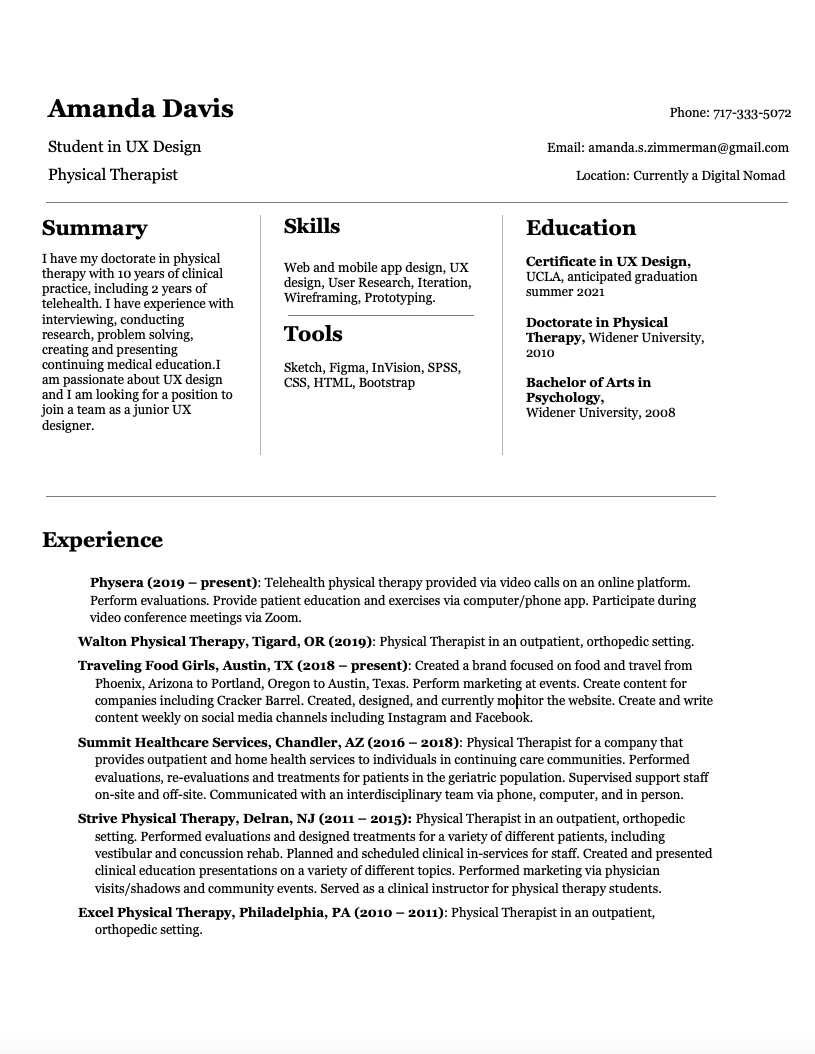 Amanda Davis
Phone: 717-333-5072
Student in UX Design
Email: amanda.s.zimmerman@gmail.com
Physical Therapist
Location: Currently a Digital Nomad
Summary
I have my doctorate in physical
therapy with 10 years of clinical
practice, including 2 years of
telehealth. I have experience with
interviewing, conducting
research, problem solving,
creating and presenting
continuing medical education.I
am passionate about UX design
and I am looking for a position to
join a team as a junior UX
designer.
Skills
Web and mobile app design, UX
design, User Research, Iteration,
Wireframing, Prototyping.
Tools
Sketch, Figma, InVision, SPSS,
CSS, HTML, Bootstrap
Education
Certificate in UX Design,
UCLA, anticipated graduation
summer 2021
Doctorate in Physical
Therapy, Widener University,
2010
Bachelor of Arts in
Psychology,
Widener University, 2008
Experience
Physera (2019 – present): Telehealth physical therapy provided via video calls on an online platform.
Perform evaluations. Provide patient education and exercises via computer/phone app. Participate during
video conference meetings via Zoom.
Walton Physical Therapy, Tigard, OR (2019): Physical Therapist in an outpatient, orthopedic setting.
Traveling Food Girls, Austin, TX (2018 – present): Created a brand focused on food and travel from
Phoenix, Arizona to Portland, Oregon to Austin, Texas. Perform marketing at events. Create content for
companies including Cracker Barrel. Created, designed, and currently monitor the website. Create and write
content weekly on social media channels including Instagram and Facebook.
Summit Healthcare Services, Chandler, AZ (2016 – 2018): Physical Therapist for a company that
provides outpatient and home health services to individuals in continuing care communities. Performed
evaluations, re-evaluations and treatments for patients in the geriatric population. Supervised support staff
on-site and off-site. Communicated with an interdisciplinary team via phone, computer, and in person.
Strive Physical Therapy, Delran, NJ (2011 – 2015): Physical Therapist in an outpatient, orthopedic
setting. Performed evaluations and designed treatments for a variety of different patients, including
vestibular and concussion rehab. Planned and scheduled clinical in-services for staff. Created and presented
clinical education presentations on a variety of different topics. Performed marketing via physician
visits/shadows and community events. Served as a clinical instructor for physical therapy students.
Excel Physical Therapy, Philadelphia, PA (2010 – 2011): Physical Therapist in an outpatient,
orthopedic setting.